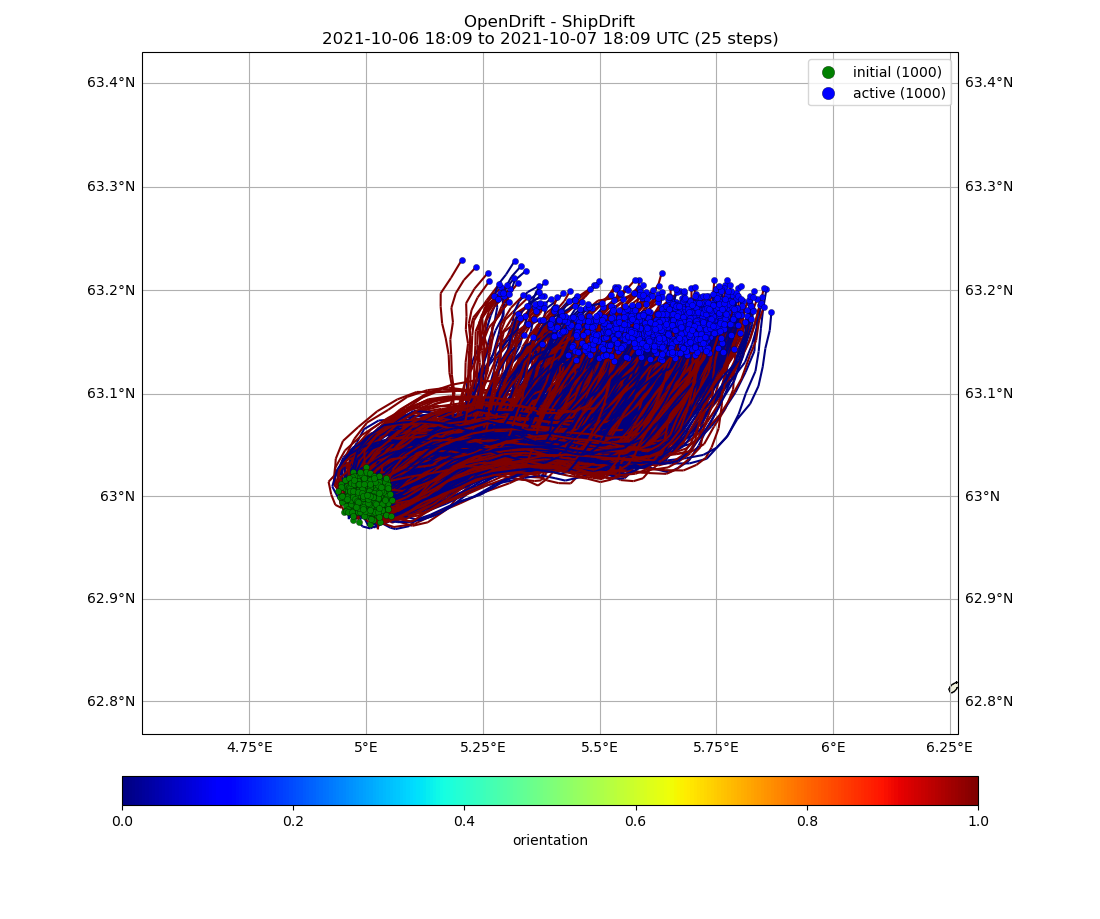 OpenDrift - ShipDrift
2021-10-06 18:09 to 2021-10-07 18:09 UTC (25 steps)
initial (1000)
active (1000)
63.4°N 63.4°N
63.3°N 63.3°N
63.2°N 63.2°N
63.1°N 63.1°N
63°N 63°N
62.9°N 62.9°N
62.8°N 62.8°N
4.75°E 5°E 5.25°E 5.5°E 5.75°E 6°E 6.25°E
0.0 0.2 0.4 0.6 0.8 1.0
orientation